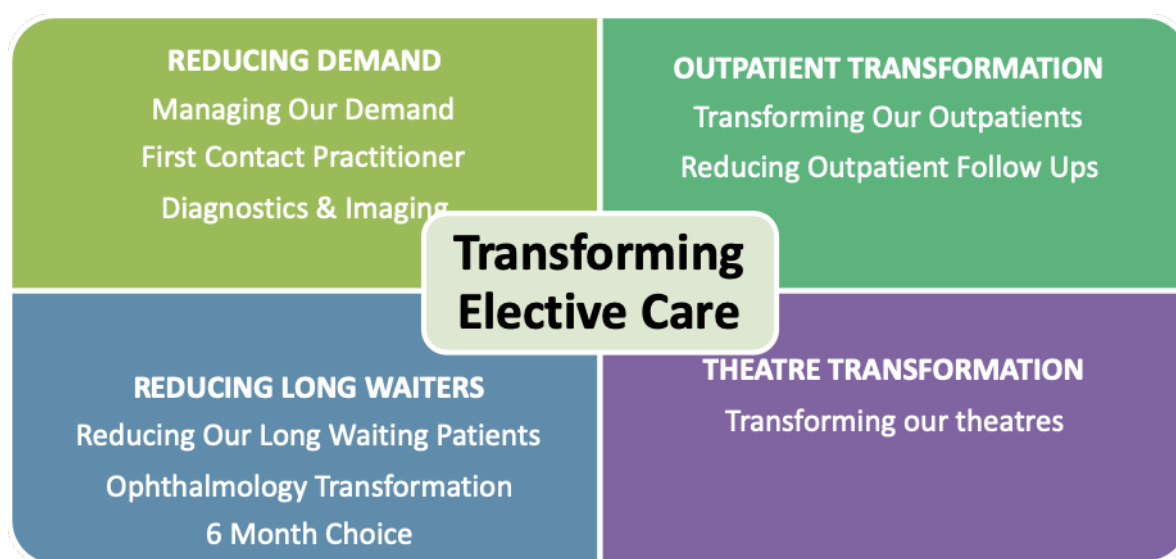 REDUCING DEMAND
Managing Our Demand
First Contact Practitioner
Diagnostics & Imaging
OUTPATIENT TRANSFORMATION
Transforming Our Outpatients
Reducing Outpatient Follow Ups
Transforming
Elective Care
REDUCING LONG WAITERS
Reducing Our Long Waiting Patients
Ophthalmology Transformation
6 Month Choice
THEATRE TRANSFORMATION
Transforming our theatres